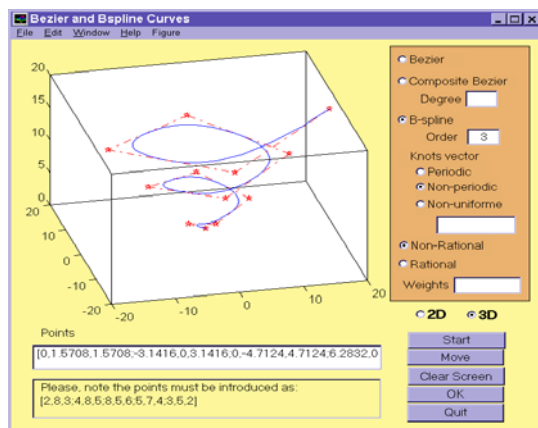 Bezier and Bspline Curves
File Edit Window Help Figure
20
15
10
5
0
20
10
0
-10
-20
-20
-10
0
10
20
Bezier
Composite Bezier
Degree
B-spline
Order 3
Knots vector
Periodic
Non-periodic
Non-uniforme
Non-Rational
Rational
Weights
2D 3D
Points
[0,1.5708,1.5708;-3.1416,0,3.1416;0,-4.7124,4.7124;6.2832,0
Please, note the points must be introduced as:
[2,8,3;4,8,5;8,5,6;5,7,4;3,5,2]
Start
Move
Clear Screen
OK
Quit